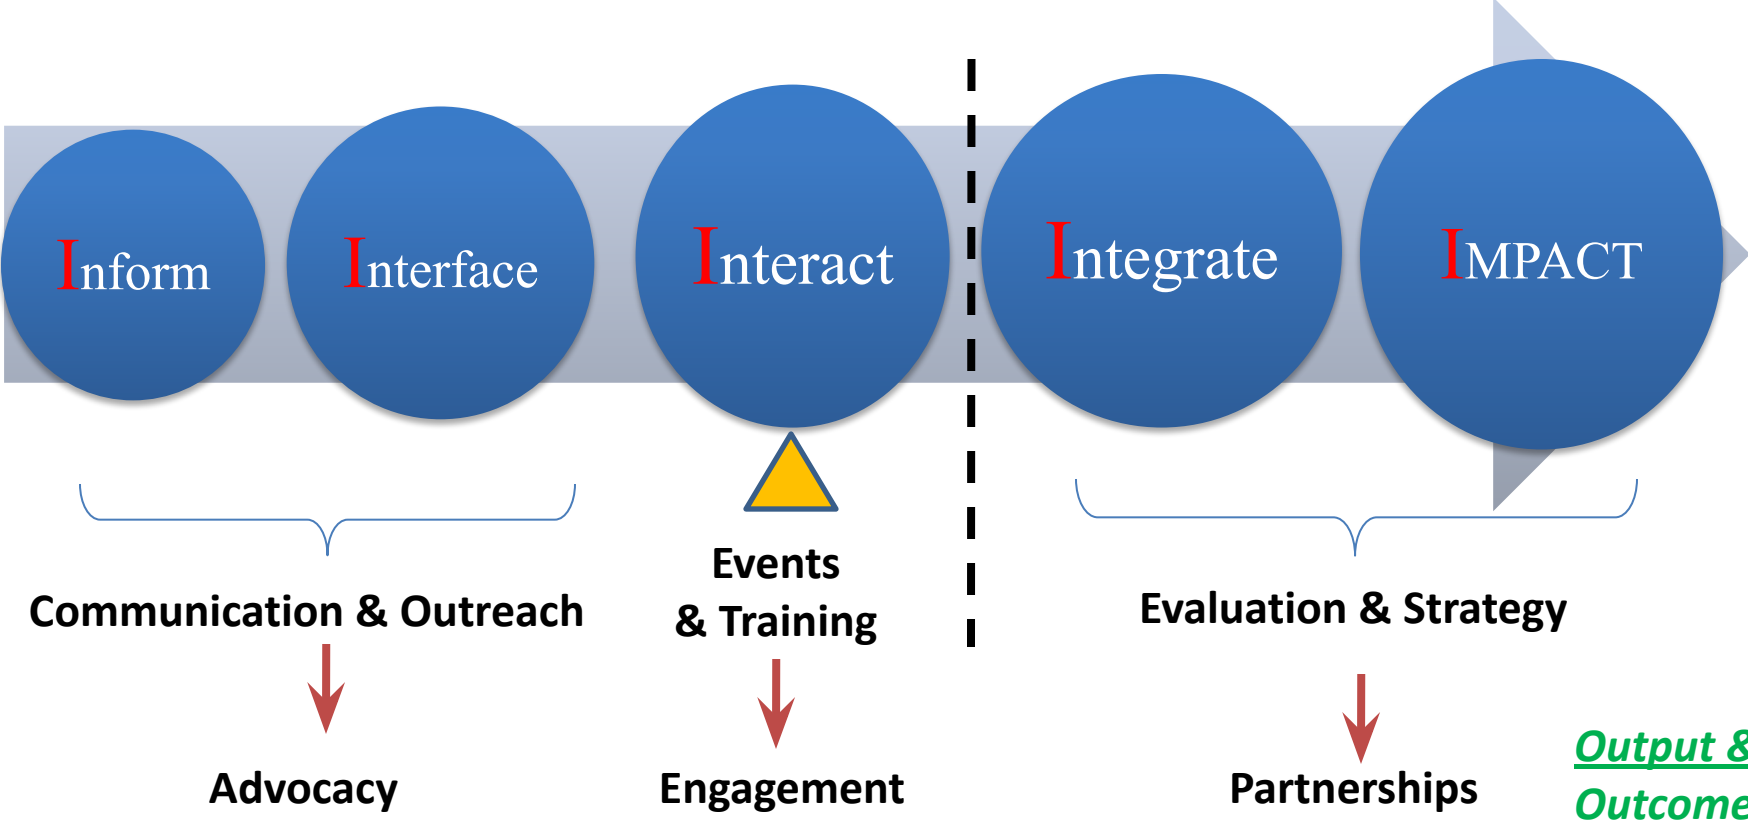 Inform
Interface
Interact
Integrate
IMPACT
Events
& Training
Communication & Outreach
Evaluation & Strategy
Advocacy
Engagement
Partnerships
Output &
Outcome